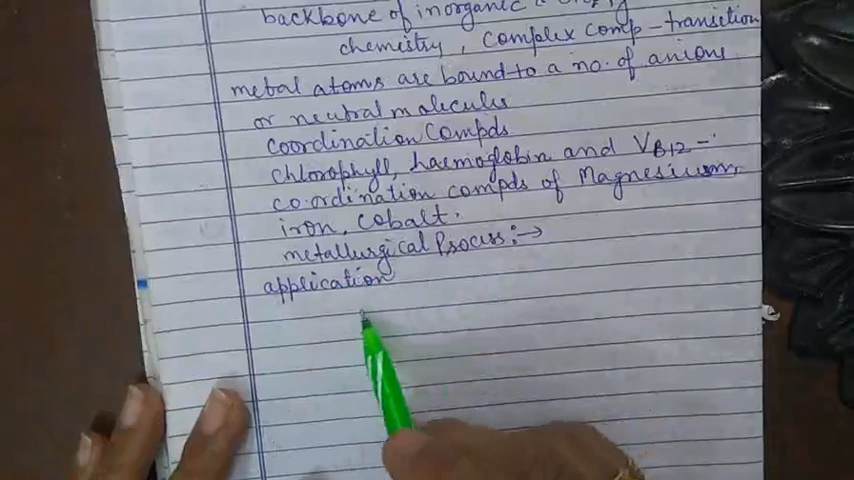 backbone of inorganic
chemistry, complex comp - transition
metal atoms are bound to a no. of anions
or neutral molecules
Coordination Compds
chlorophyll, haemoglobin and VB12 -
co.ordination compds of Magnesium,
iron, cobalt.
metallurgical Process:→
application